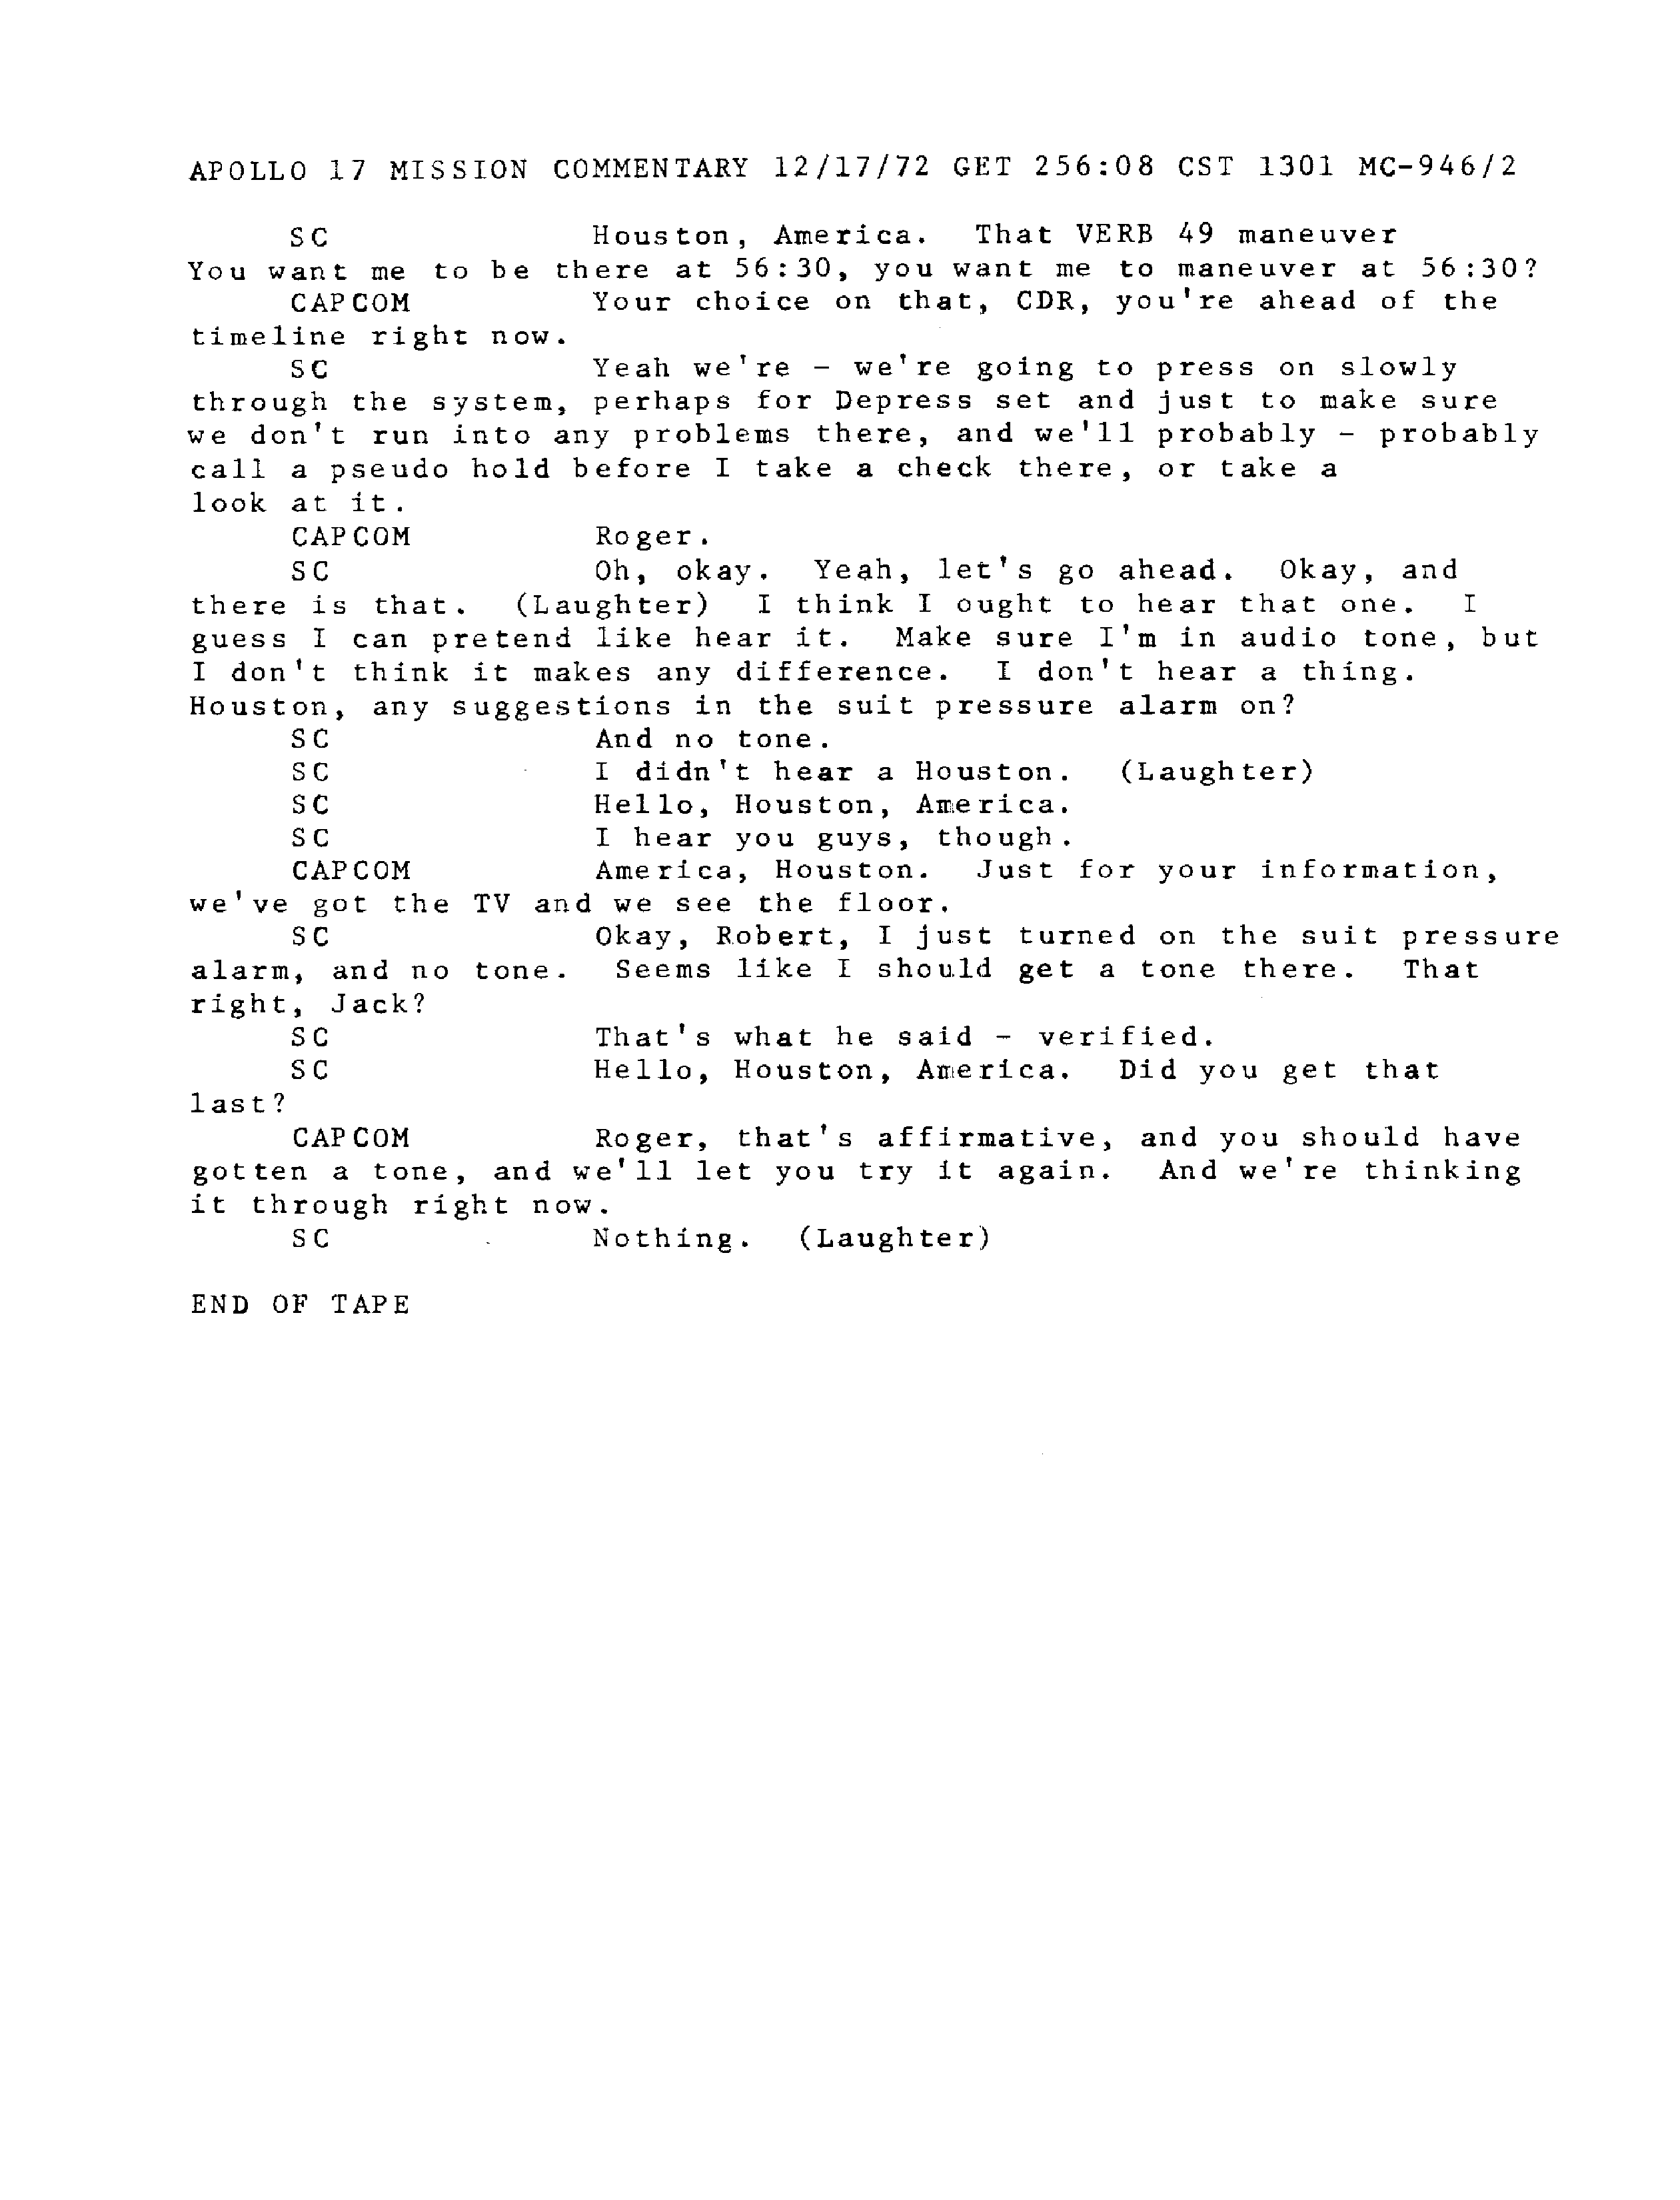 APOLLO 17 MISSION COMMENTARY 12/17/72 GET 256:08 CST 1301 MC-946/2
SC Houston, America. That VERB 49 maneuver
You want me to be there at 56:30, you want me to maneuver at 56:30?
CAPCOM Your choice on that, CDR, you're ahead of the
timeline right now.
SC Yeah we're - we're going to press on slowly
through the system, perhaps for Depress set and just to make sure
we don't run into any problems there, and we'll probably - probably
call a pseudo hold before I take a check there, or take a
look at it.
CAPCOM Roger.
SC Oh, okay. Yeah, let's go ahead. Okay, and
there is that. (Laughter) I think I ought to hear that one. I
guess I can pretend like hear it. Make sure I'm in audio tone, but
I don't think it makes any difference. I don't hear a thing.
Houston, any suggestions in the suit pressure alarm on?
SC And no tone.
SC I didn't hear a Houston. (Laughter)
SC Hello, Houston, America.
SC I hear you guys, though.
CAPCOM America, Houston. Just for your information,
we've got the TV and we see the floor.
SC Okay, Robert, I just turned on the suit pressure
alarm, and no tone. Seems like I should get a tone there. That
right, Jack?
SC That's what he said - verified.
SC Hello, Houston, America. Did you get that
last?
CAPCOM Roger, that's affirmative, and you should have
gotten a tone, and we'll let you try it again. And we're thinking
it through right now.
SC Nothing. (Laughter)
END OF TAPE